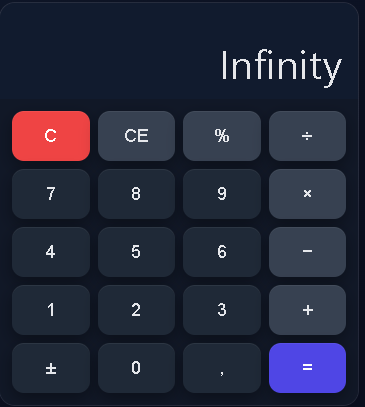 Infinity
C CE % ÷
7 8 9 ×
4 5 6 −
1 2 3 +
± 0 , =